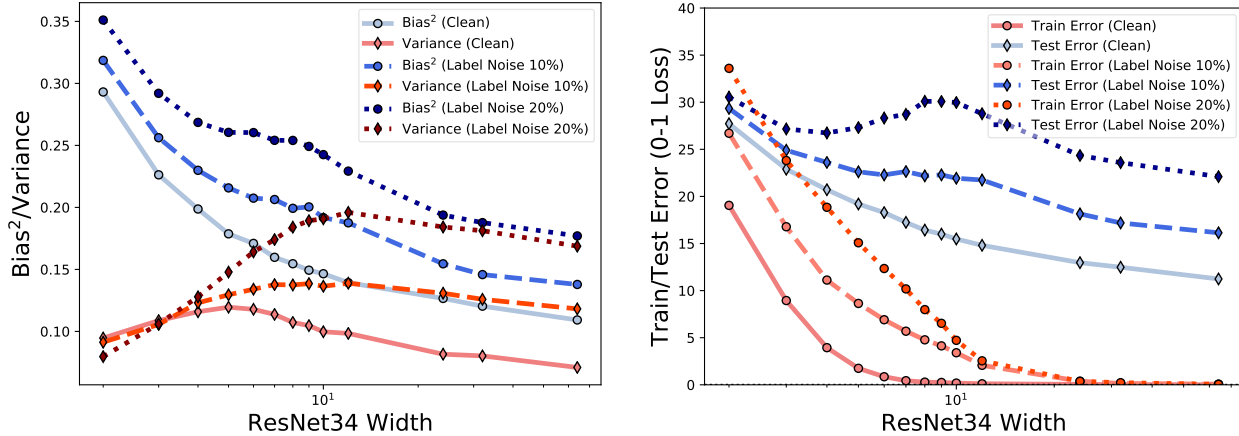 Bias²/Variance
0.35
0.30
0.25
0.20
0.15
0.10
Bias² (Clean)
Variance (Clean)
Bias² (Label Noise 10%)
Variance (Label Noise 10%)
Bias² (Label Noise 20%)
Variance (Label Noise 20%)
10¹
ResNet34 Width
Train/Test Error (0-1 Loss)
40
35
30
25
20
15
10
5
0
Train Error (Clean)
Test Error (Clean)
Train Error (Label Noise 10%)
Test Error (Label Noise 10%)
Train Error (Label Noise 20%)
Test Error (Label Noise 20%)
10¹
ResNet34 Width